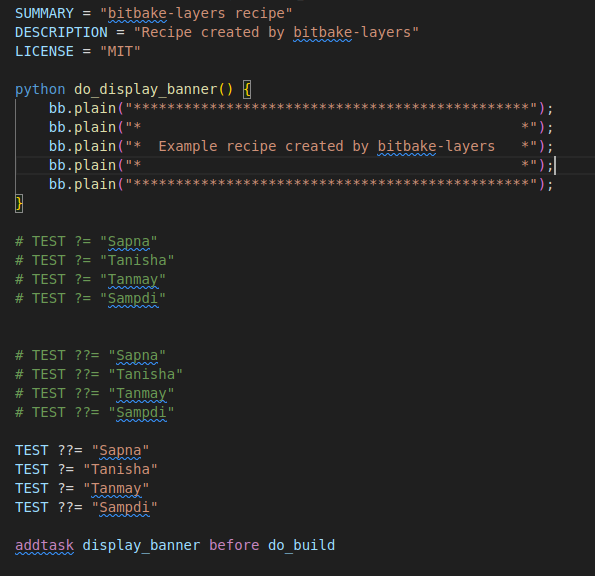 SUMMARY = "bitbake-layers recipe"
DESCRIPTION = "Recipe created by bitbake-layers"
LICENSE = "MIT"

python do_display_banner() {
    bb.plain("***********************************************");
    bb.plain("*                                             *");
    bb.plain("*  Example recipe created by bitbake-layers   *");
    bb.plain("*                                             *");
    bb.plain("***********************************************");
}

# TEST ?= "Sapna"
# TEST ?= "Tanisha"
# TEST ?= "Tanmay"
# TEST ?= "Sampdi"


# TEST ??= "Sapna"
# TEST ??= "Tanisha"
# TEST ??= "Tanmay"
# TEST ??= "Sampdi"

TEST ??= "Sapna"
TEST ?= "Tanisha"
TEST ?= "Tanmay"
TEST ??= "Sampdi"

addtask display_banner before do_build